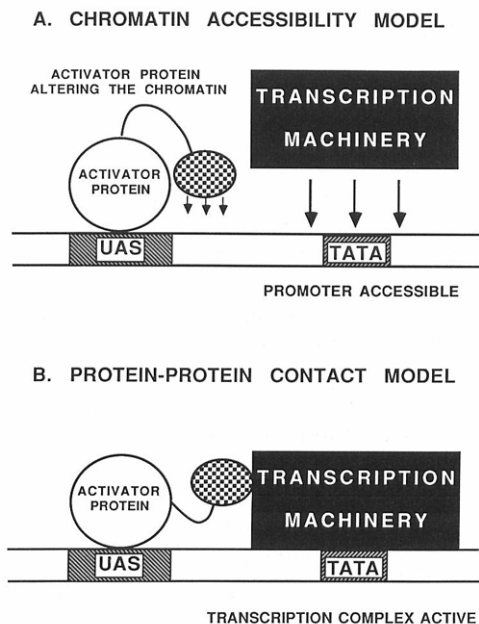 A. CHROMATIN ACCESSIBILITY MODEL
ACTIVATOR PROTEIN
ALTERING THE CHROMATIN
TRANSCRIPTION
MACHINERY
ACTIVATOR
PROTEIN
UAS
TATA
PROMOTER ACCESSIBLE
B. PROTEIN-PROTEIN CONTACT MODEL
ACTIVATOR
PROTEIN
TRANSCRIPTION
MACHINERY
UAS
TATA
TRANSCRIPTION COMPLEX ACTIVE